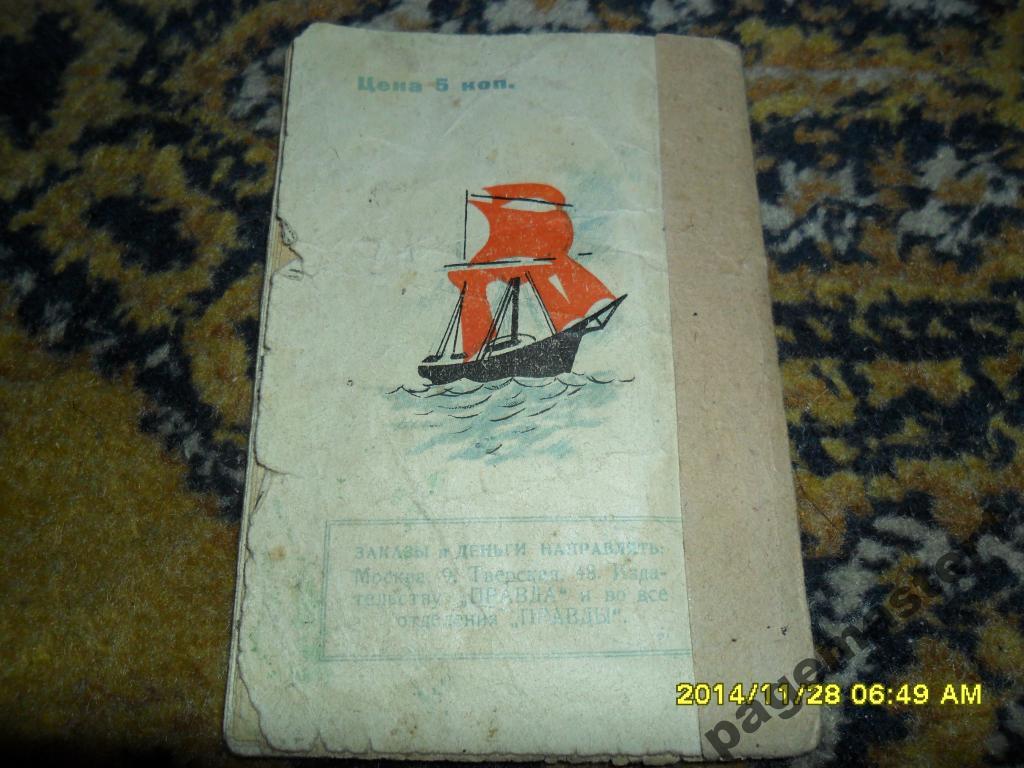 Цена 5 коп.
ЗАКАЗЫ и ДЕНЬГИ НАПРАВЛЯТЬ:
Москва, 9, Тверская, 48. Изда-
тельству „ПРАВДА" и во все
отделения „ПРАВДЫ".
2014/11/28 06:49 AM
pagemaster